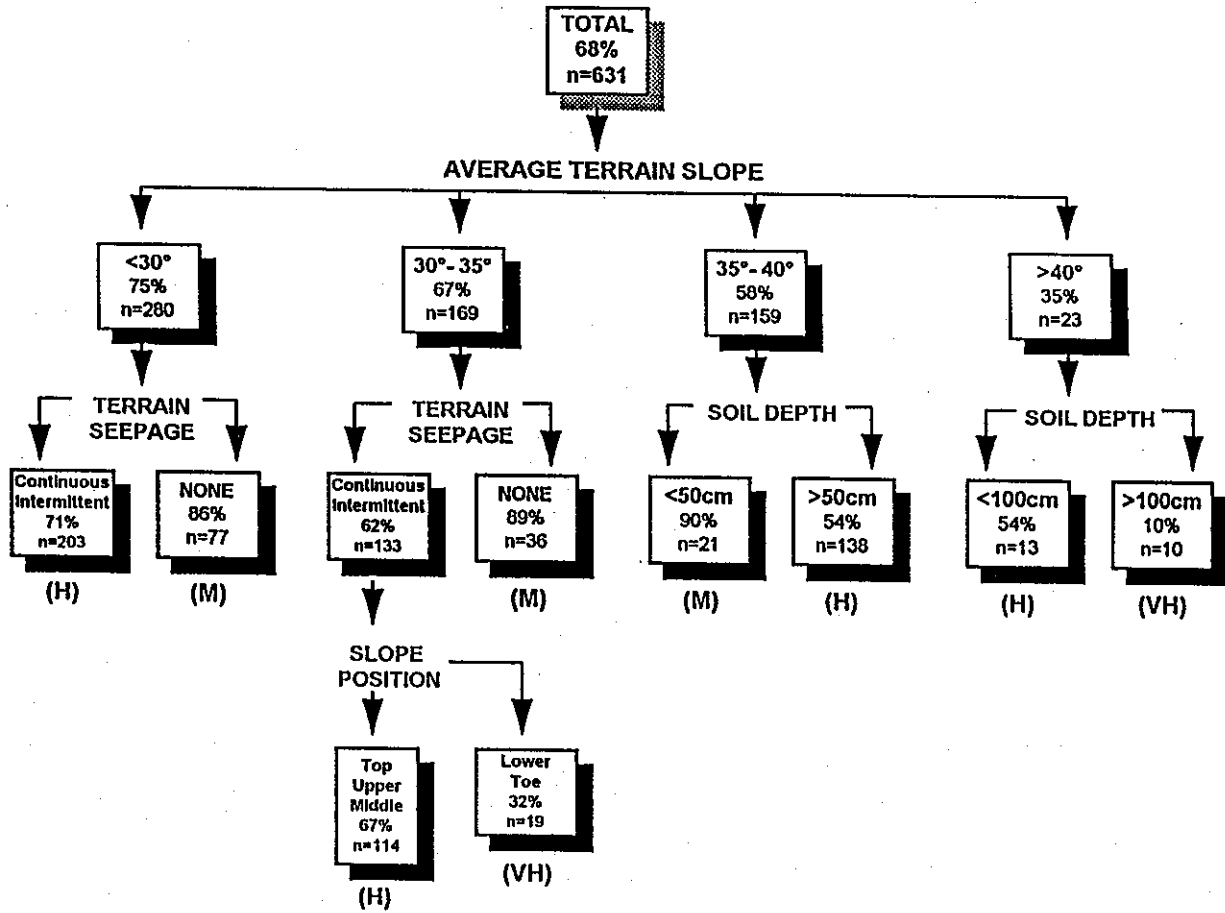 TOTAL
68%
n=631
AVERAGE TERRAIN SLOPE
<30°
75%
n=280
30°- 35°
67%
n=169
35°- 40°
58%
n=159
>40°
35%
n=23
TERRAIN
SEEPAGE
TERRAIN
SEEPAGE
SOIL DEPTH
SOIL DEPTH
Continuous
Intermittent
71%
n=203
(H)
NONE
86%
n=77
(M)
Continuous
Intermittent
62%
n=133
NONE
89%
n=36
(M)
<50cm
90%
n=21
(M)
>50cm
54%
n=138
(H)
<100cm
54%
n=13
(H)
>100cm
10%
n=10
(VH)
SLOPE
POSITION
Top
Upper
Middle
67%
n=114
(H)
Lower
Toe
32%
n=19
(VH)